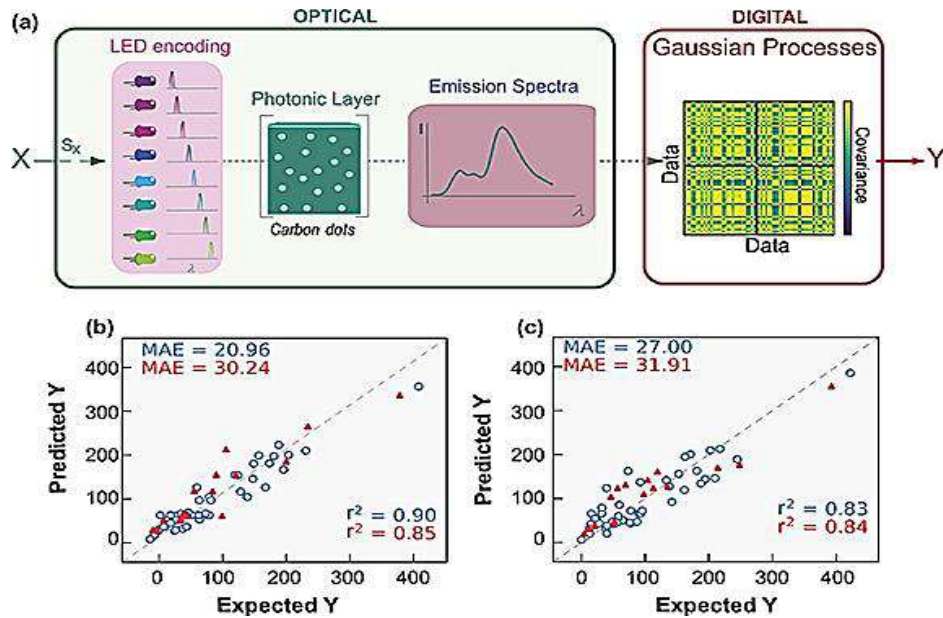 (a)
OPTICAL
DIGITAL
LED encoding
Photonic Layer
Emission Spectra
Gaussian Processes
X
Sx
Carbon dots
I
λ
λ
Data
Data
Covariance
Y
(b)
MAE = 20.96
MAE = 30.24
r² = 0.90
r² = 0.85
Predicted Y
400
300
200
100
0
0
100
200
300
400
Expected Y
(c)
MAE = 27.00
MAE = 31.91
r² = 0.83
r² = 0.84
Predicted Y
400
300
200
100
0
0
100
200
300
400
Expected Y